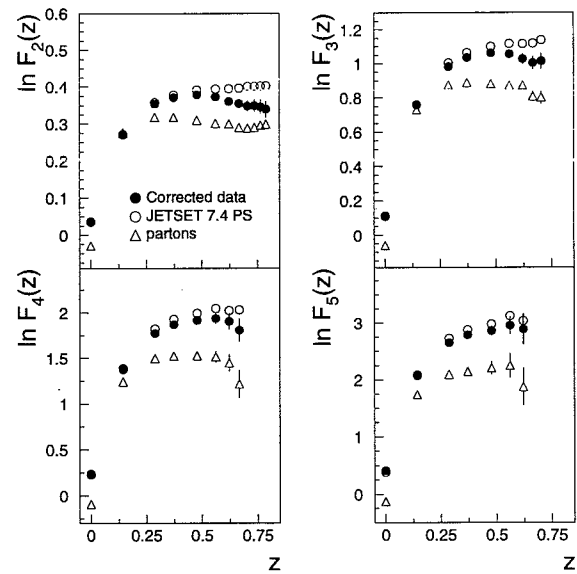 ln F2(z)
0.6
0.5
0.4
0.3
0.2
0.1
0
Corrected data
JETSET 7.4 PS
partons
ln F3(z)
1.2
1
0.8
0.6
0.4
0.2
0
ln F4(z)
2
1.5
1
0.5
0
0 0.25 0.5 0.75
z
ln F5(z)
3
2
1
0
0 0.25 0.5 0.75
z